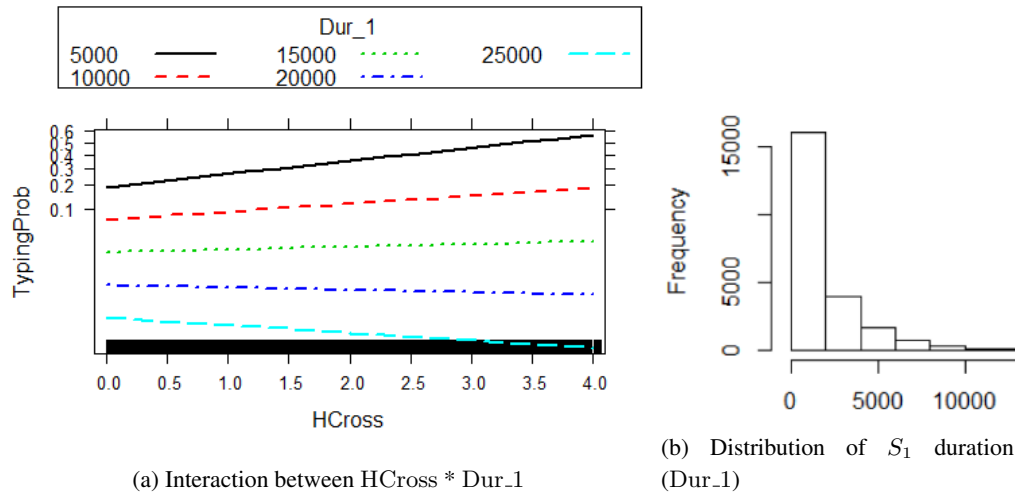 Dur_1
5000 15000 25000
10000 20000
0.6
0.5
0.4
0.3
0.2
0.1
TypingProb
0.0 0.5 1.0 1.5 2.0 2.5 3.0 3.5 4.0
HCross
(a) Interaction between HCross * Dur_1
15000
5000
0
Frequency
0 5000 10000
(b) Distribution of S1 duration
(Dur_1)